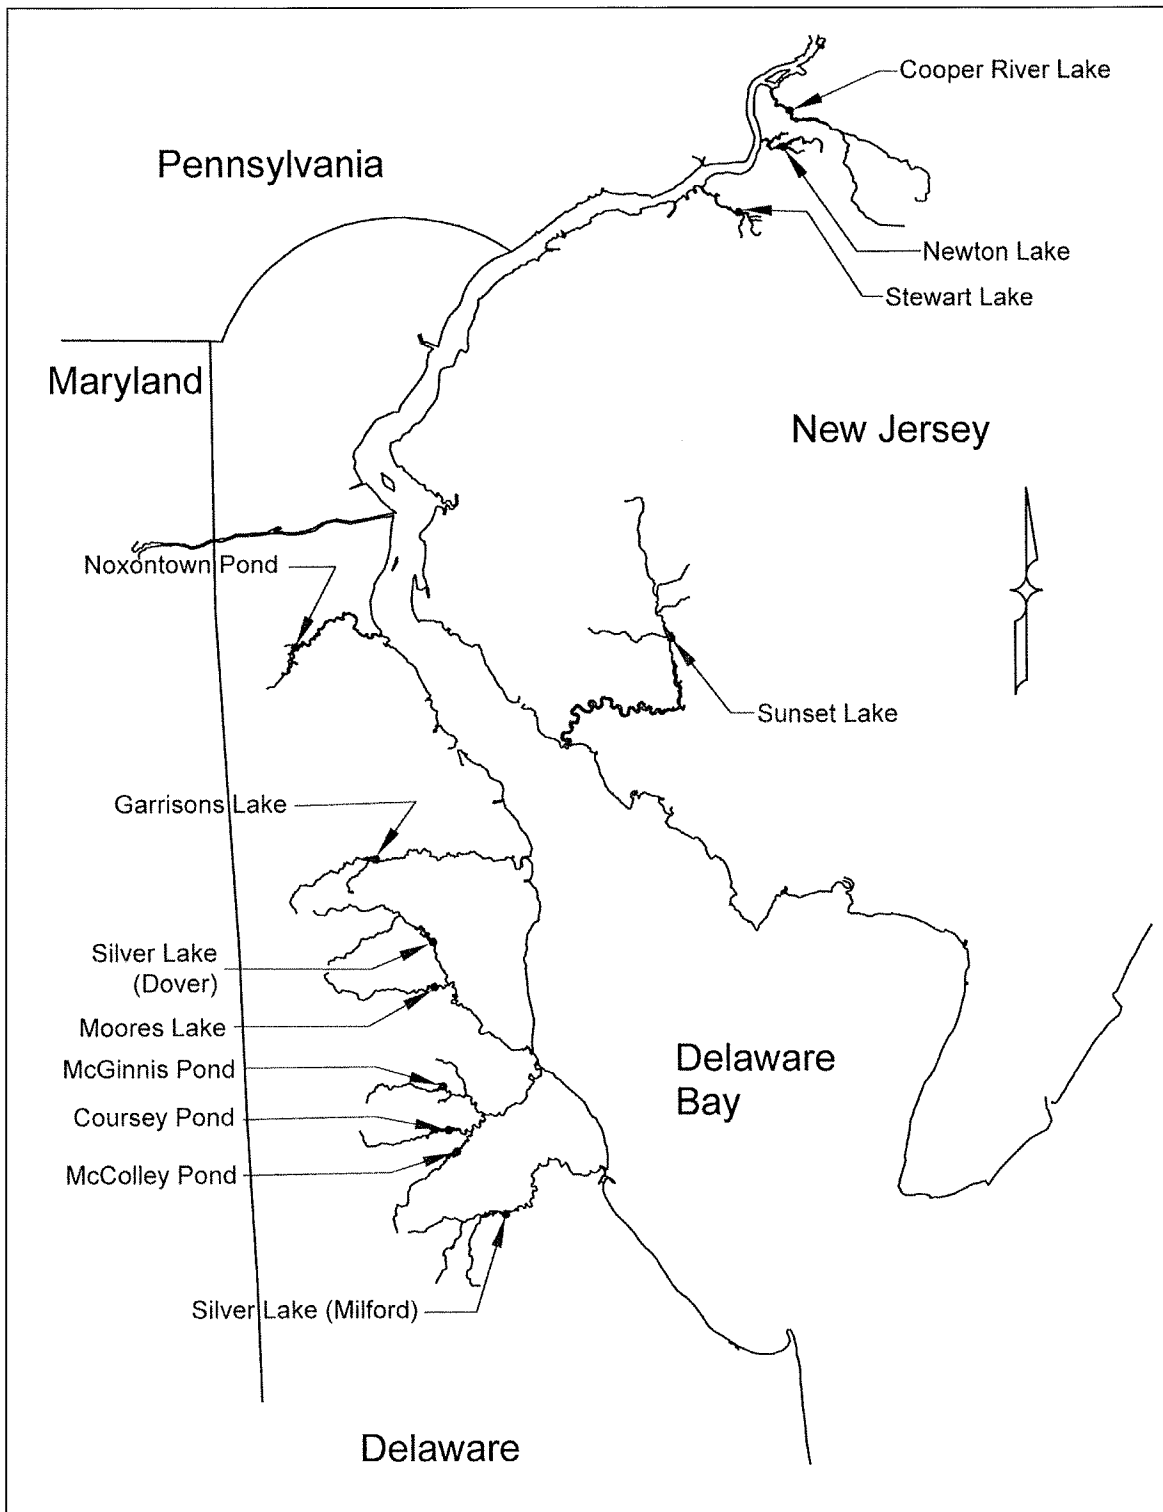 Cooper River Lake
Pennsylvania
Newton Lake
Stewart Lake
Maryland
New Jersey
Noxontown Pond
Sunset Lake
Garrisons Lake
Silver Lake
(Dover)
Moores Lake
McGinnis Pond
Coursey Pond
McColley Pond
Delaware
Bay
Silver Lake (Milford)
Delaware